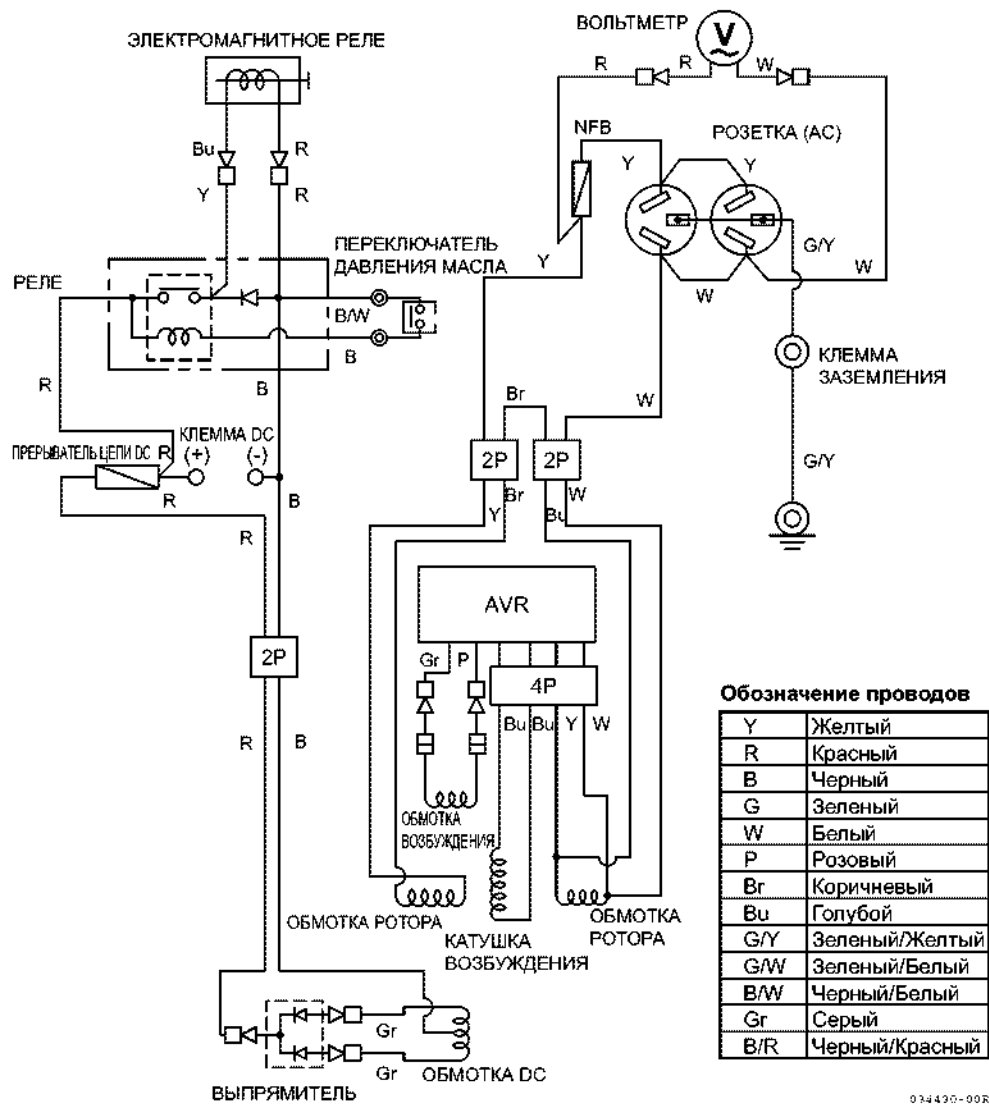 ВОЛЬТМЕТР
V
ЭЛЕКТРОМАГНИТНОЕ РЕЛЕ
R
R
W
NFB
РОЗЕТКА (AC)
Bu
R
Y
Y
Y
R
ПЕРЕКЛЮЧАТЕЛЬ
ДАВЛЕНИЯ МАСЛА
G/Y
Y
W
РЕЛЕ
W
B/W
B
КЛЕММА
ЗАЗЕМЛЕНИЯ
R
B
Br
W
ПРЕРЫВАТЕЛЬ ЦЕПИ DC
R
КЛЕММА DC
(+)
(-)
2P
2P
G/Y
R
B
Br
W
Y
Bu
R
AVR
2P
Gr
P
4P
Bu
Bu
Y
W
R
B
ОБМОТКА
ВОЗБУЖДЕНИЯ
ОБМОТКА РОТОРА
ОБМОТКА
РОТОРА
КАТУШКА
ВОЗБУЖДЕНИЯ
Gr
Gr
ОБМОТКА DC
ВЫПРЯМИТЕЛЬ
Обозначение проводов
Y Желтый
R Красный
B Черный
G Зеленый
W Белый
P Розовый
Br Коричневый
Bu Голубой
G/Y Зеленый/Желтый
G/W Зеленый/Белый
B/W Черный/Белый
Gr Серый
B/R Черный/Красный
034430-00R